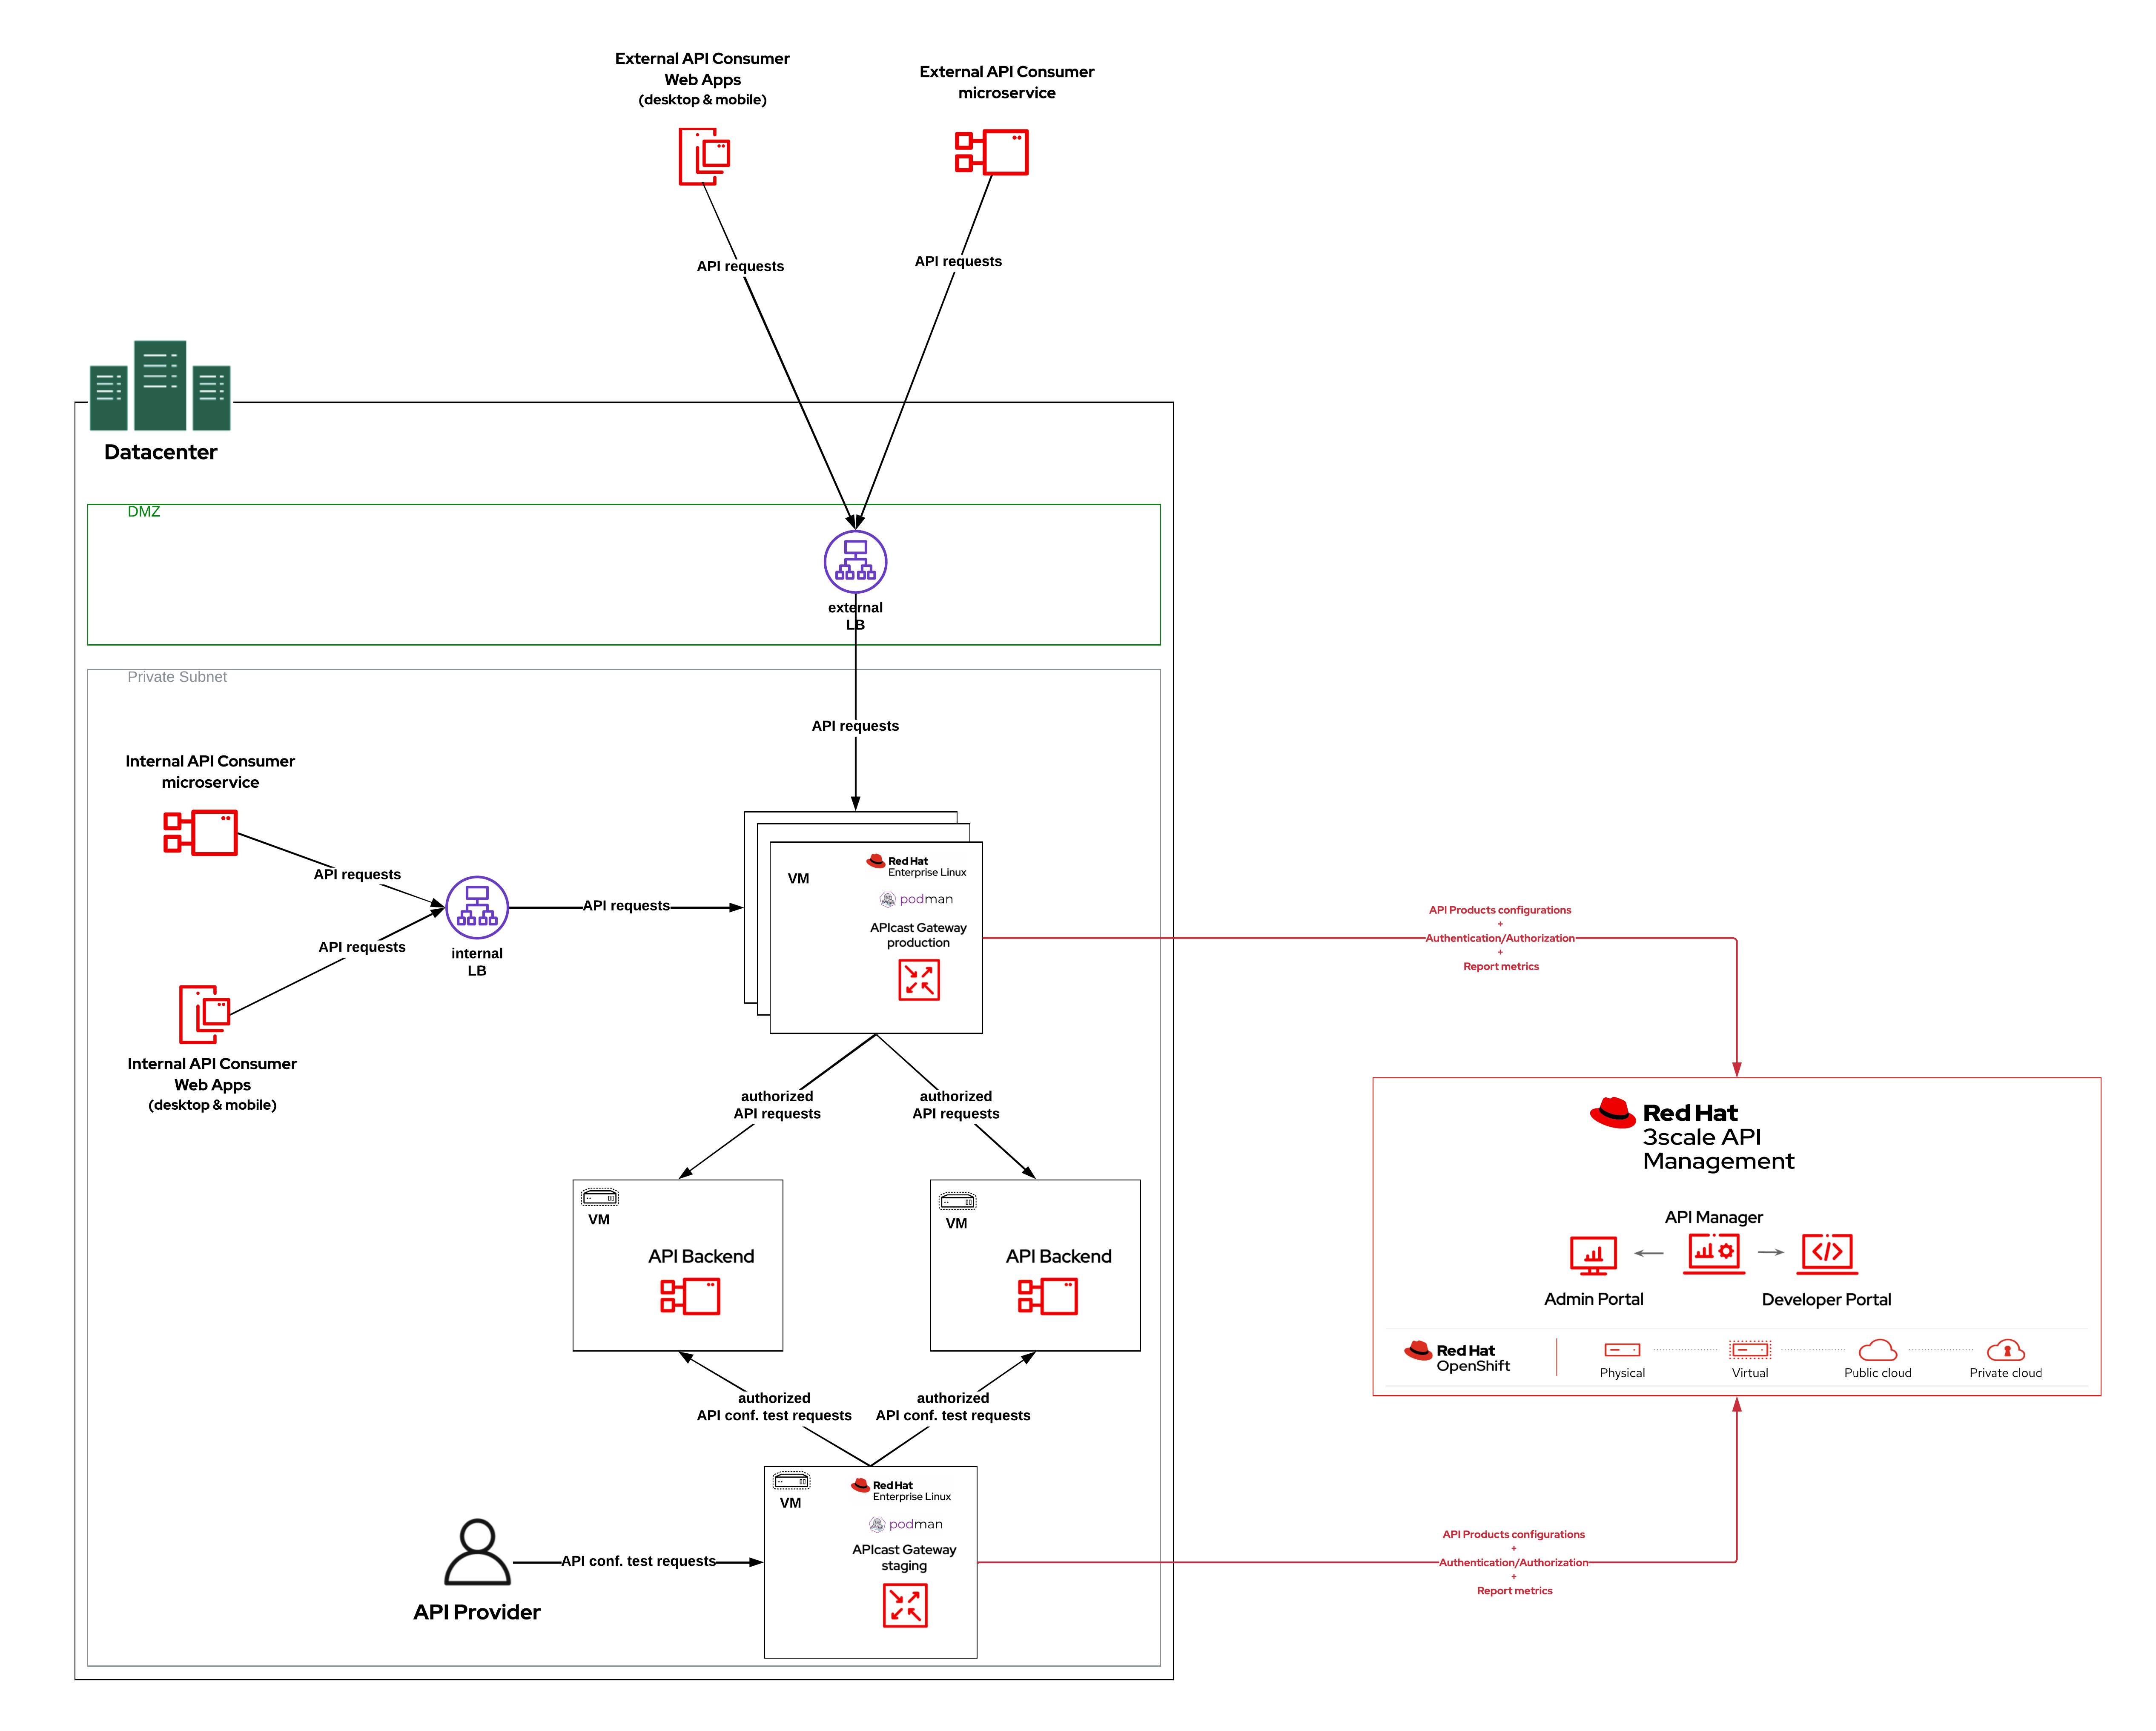 External API Consumer
Web Apps
(desktop & mobile)
External API Consumer
microservice
API requests
API requests
Datacenter
DMZ
external
LB
Private Subnet
API requests
Internal API Consumer
microservice
API requests
API requests
internal
LB
API requests
Internal API Consumer
Web Apps
(desktop & mobile)
VM
Red Hat
Enterprise Linux
podman
APIcast Gateway
production
API Products configurations
+
Authentication/Authorization
+
Report metrics
authorized
API requests
authorized
API requests
VM
API Backend
VM
API Backend
Red Hat
3scale API
Management
API Manager
Admin Portal
Developer Portal
Red Hat
OpenShift
Physical
Virtual
Public cloud
Private cloud
authorized
API conf. test requests
authorized
API conf. test requests
VM
Red Hat
Enterprise Linux
podman
APIcast Gateway
staging
API conf. test requests
API Provider
API Products configurations
+
Authentication/Authorization
+
Report metrics